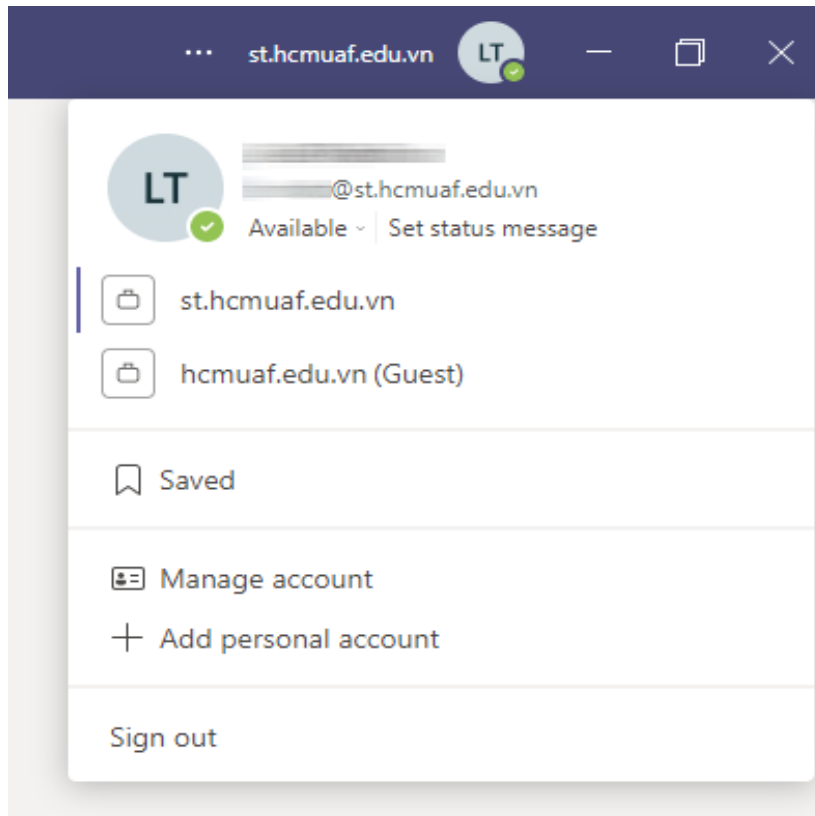 ... st.hcmuaf.edu.vn LT
LT
@st.hcmuaf.edu.vn
Available Set status message
st.hcmuaf.edu.vn
hcmuaf.edu.vn (Guest)
Saved
Manage account
Add personal account
Sign out